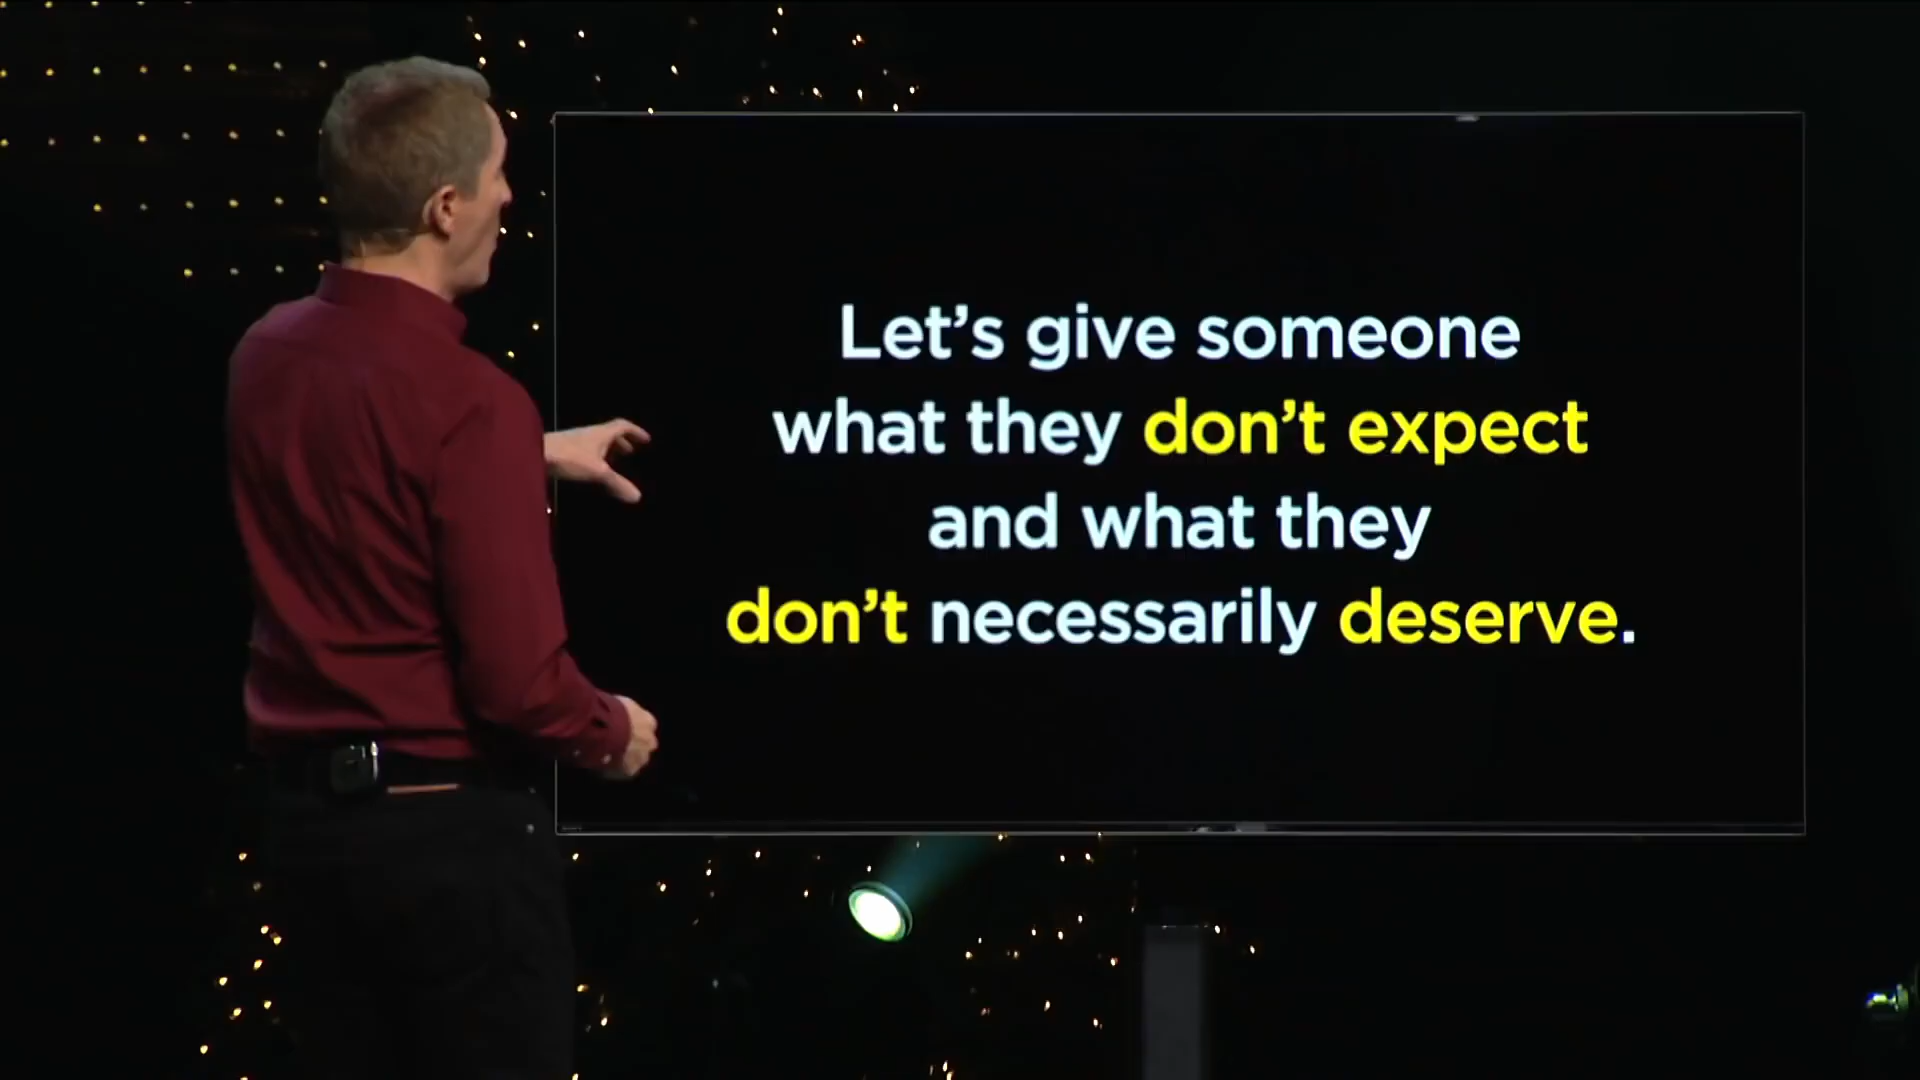 Let's give someone
what they don't expect
and what they
don't necessarily deserve.